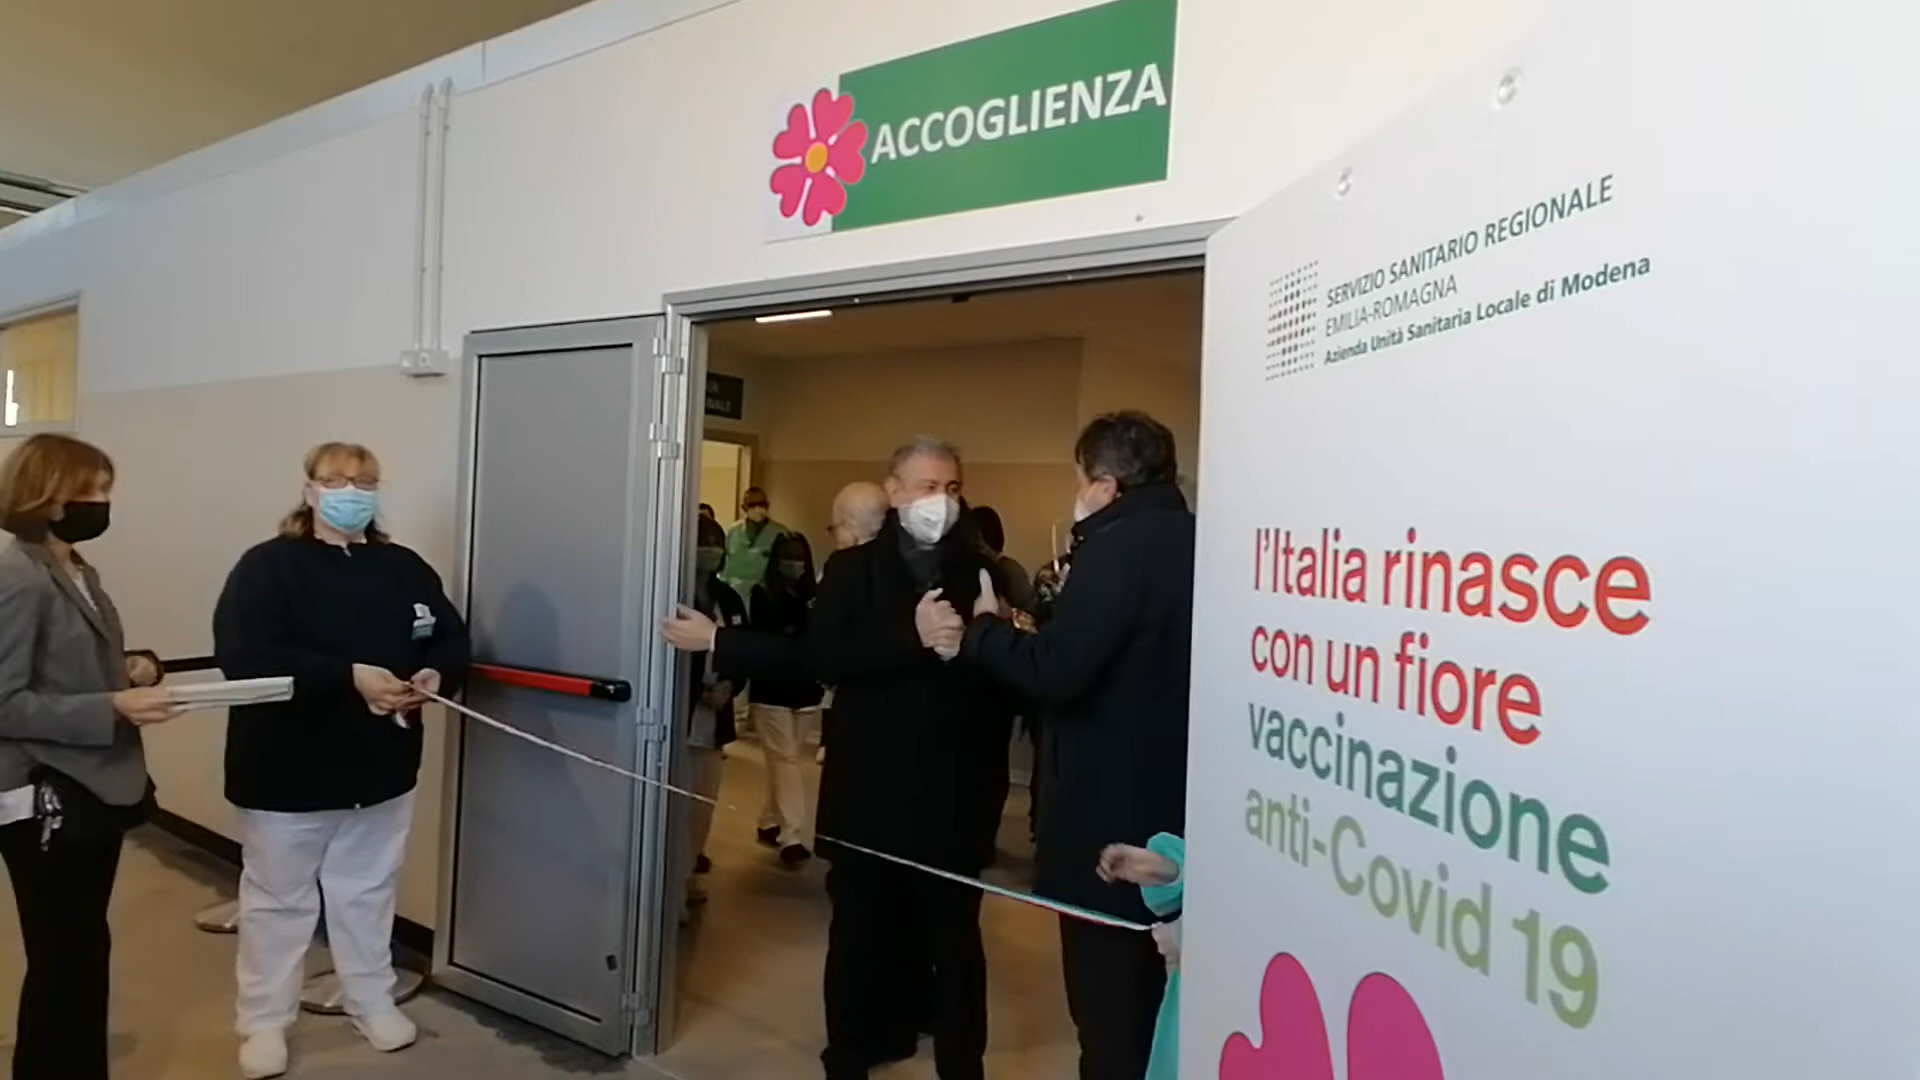 ACCOGLIENZA
SERVIZIO SANITARIO REGIONALE
EMILIA-ROMAGNA
Azienda Unità Sanitaria Locale di Modena
l'Italia rinasce
con un fiore
vaccinazione
anti-Covid 19